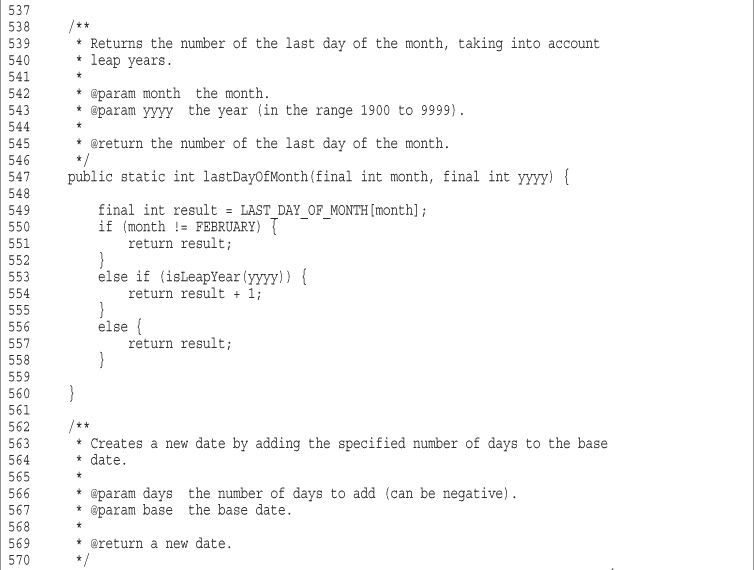 537
538     /**
539      * Returns the number of the last day of the month, taking into account
540      * leap years.
541      *
542      * @param month  the month.
543      * @param yyyy  the year (in the range 1900 to 9999).
544      *
545      * @return the number of the last day of the month.
546      */
547     public static int lastDayOfMonth(final int month, final int yyyy) {
548
549         final int result = LAST_DAY_OF_MONTH[month];
550         if (month != FEBRUARY) {
551             return result;
552         }
553         else if (isLeapYear(yyyy)) {
554             return result + 1;
555         }
556         else {
557             return result;
558         }
559
560     }
561
562     /**
563      * Creates a new date by adding the specified number of days to the base
564      * date.
565      *
566      * @param days  the number of days to add (can be negative).
567      * @param base  the base date.
568      *
569      * @return a new date.
570      */